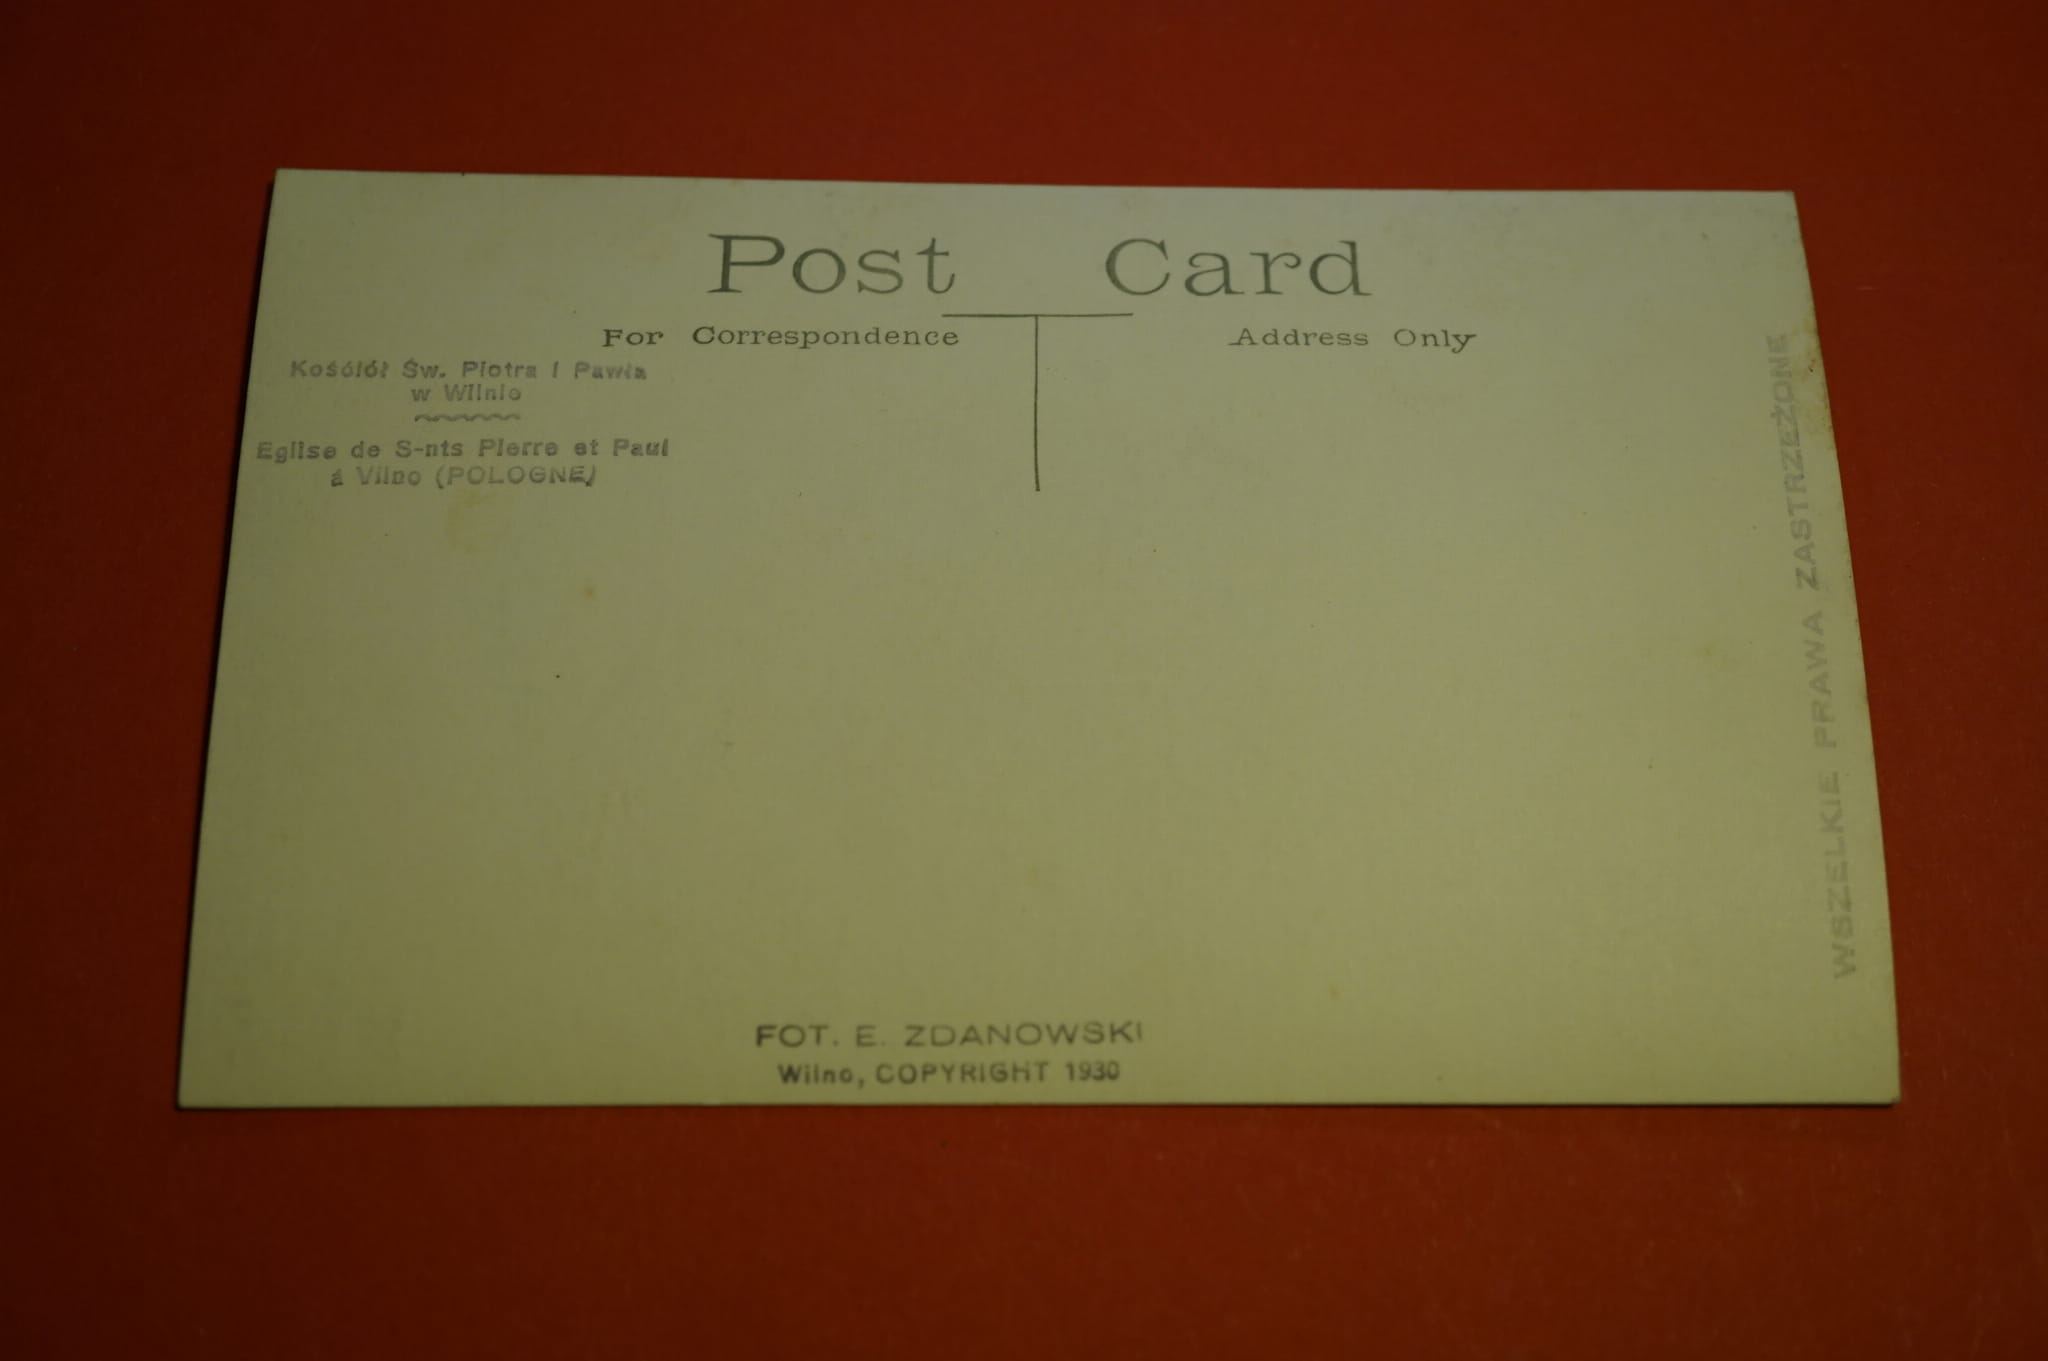 Post Card
For Correspondence
Address Only
Kośćiół Św. Piotra i Pawła
w Wilnie
Eglise de S-nts Pierre et Paul
á Vilno (POLOGNE)
WSZELKIE PRAWA ZASTRZEŻONE
FOT. E. ZDANOWSKI
Wilno, COPYRIGHT 1930